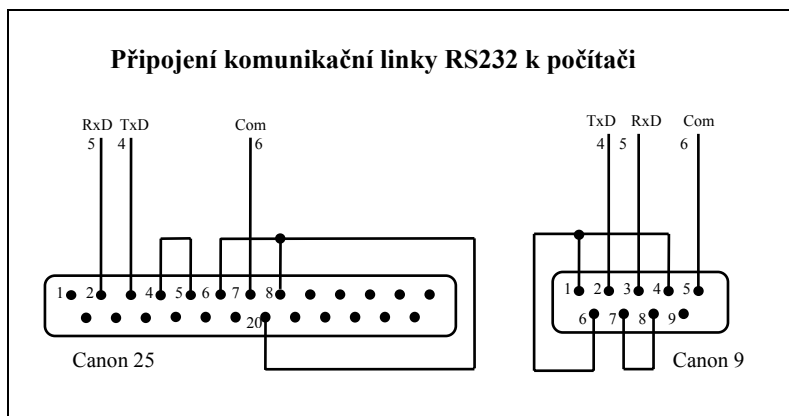 Připojení komunikační linky RS232 k počítači
RxD TxD Com
5 4 6
1 2 4 5 6 7 8
20
Canon 25
TxD RxD Com
4 5 6
1 2 3 4 5
6 7 8 9
Canon 9